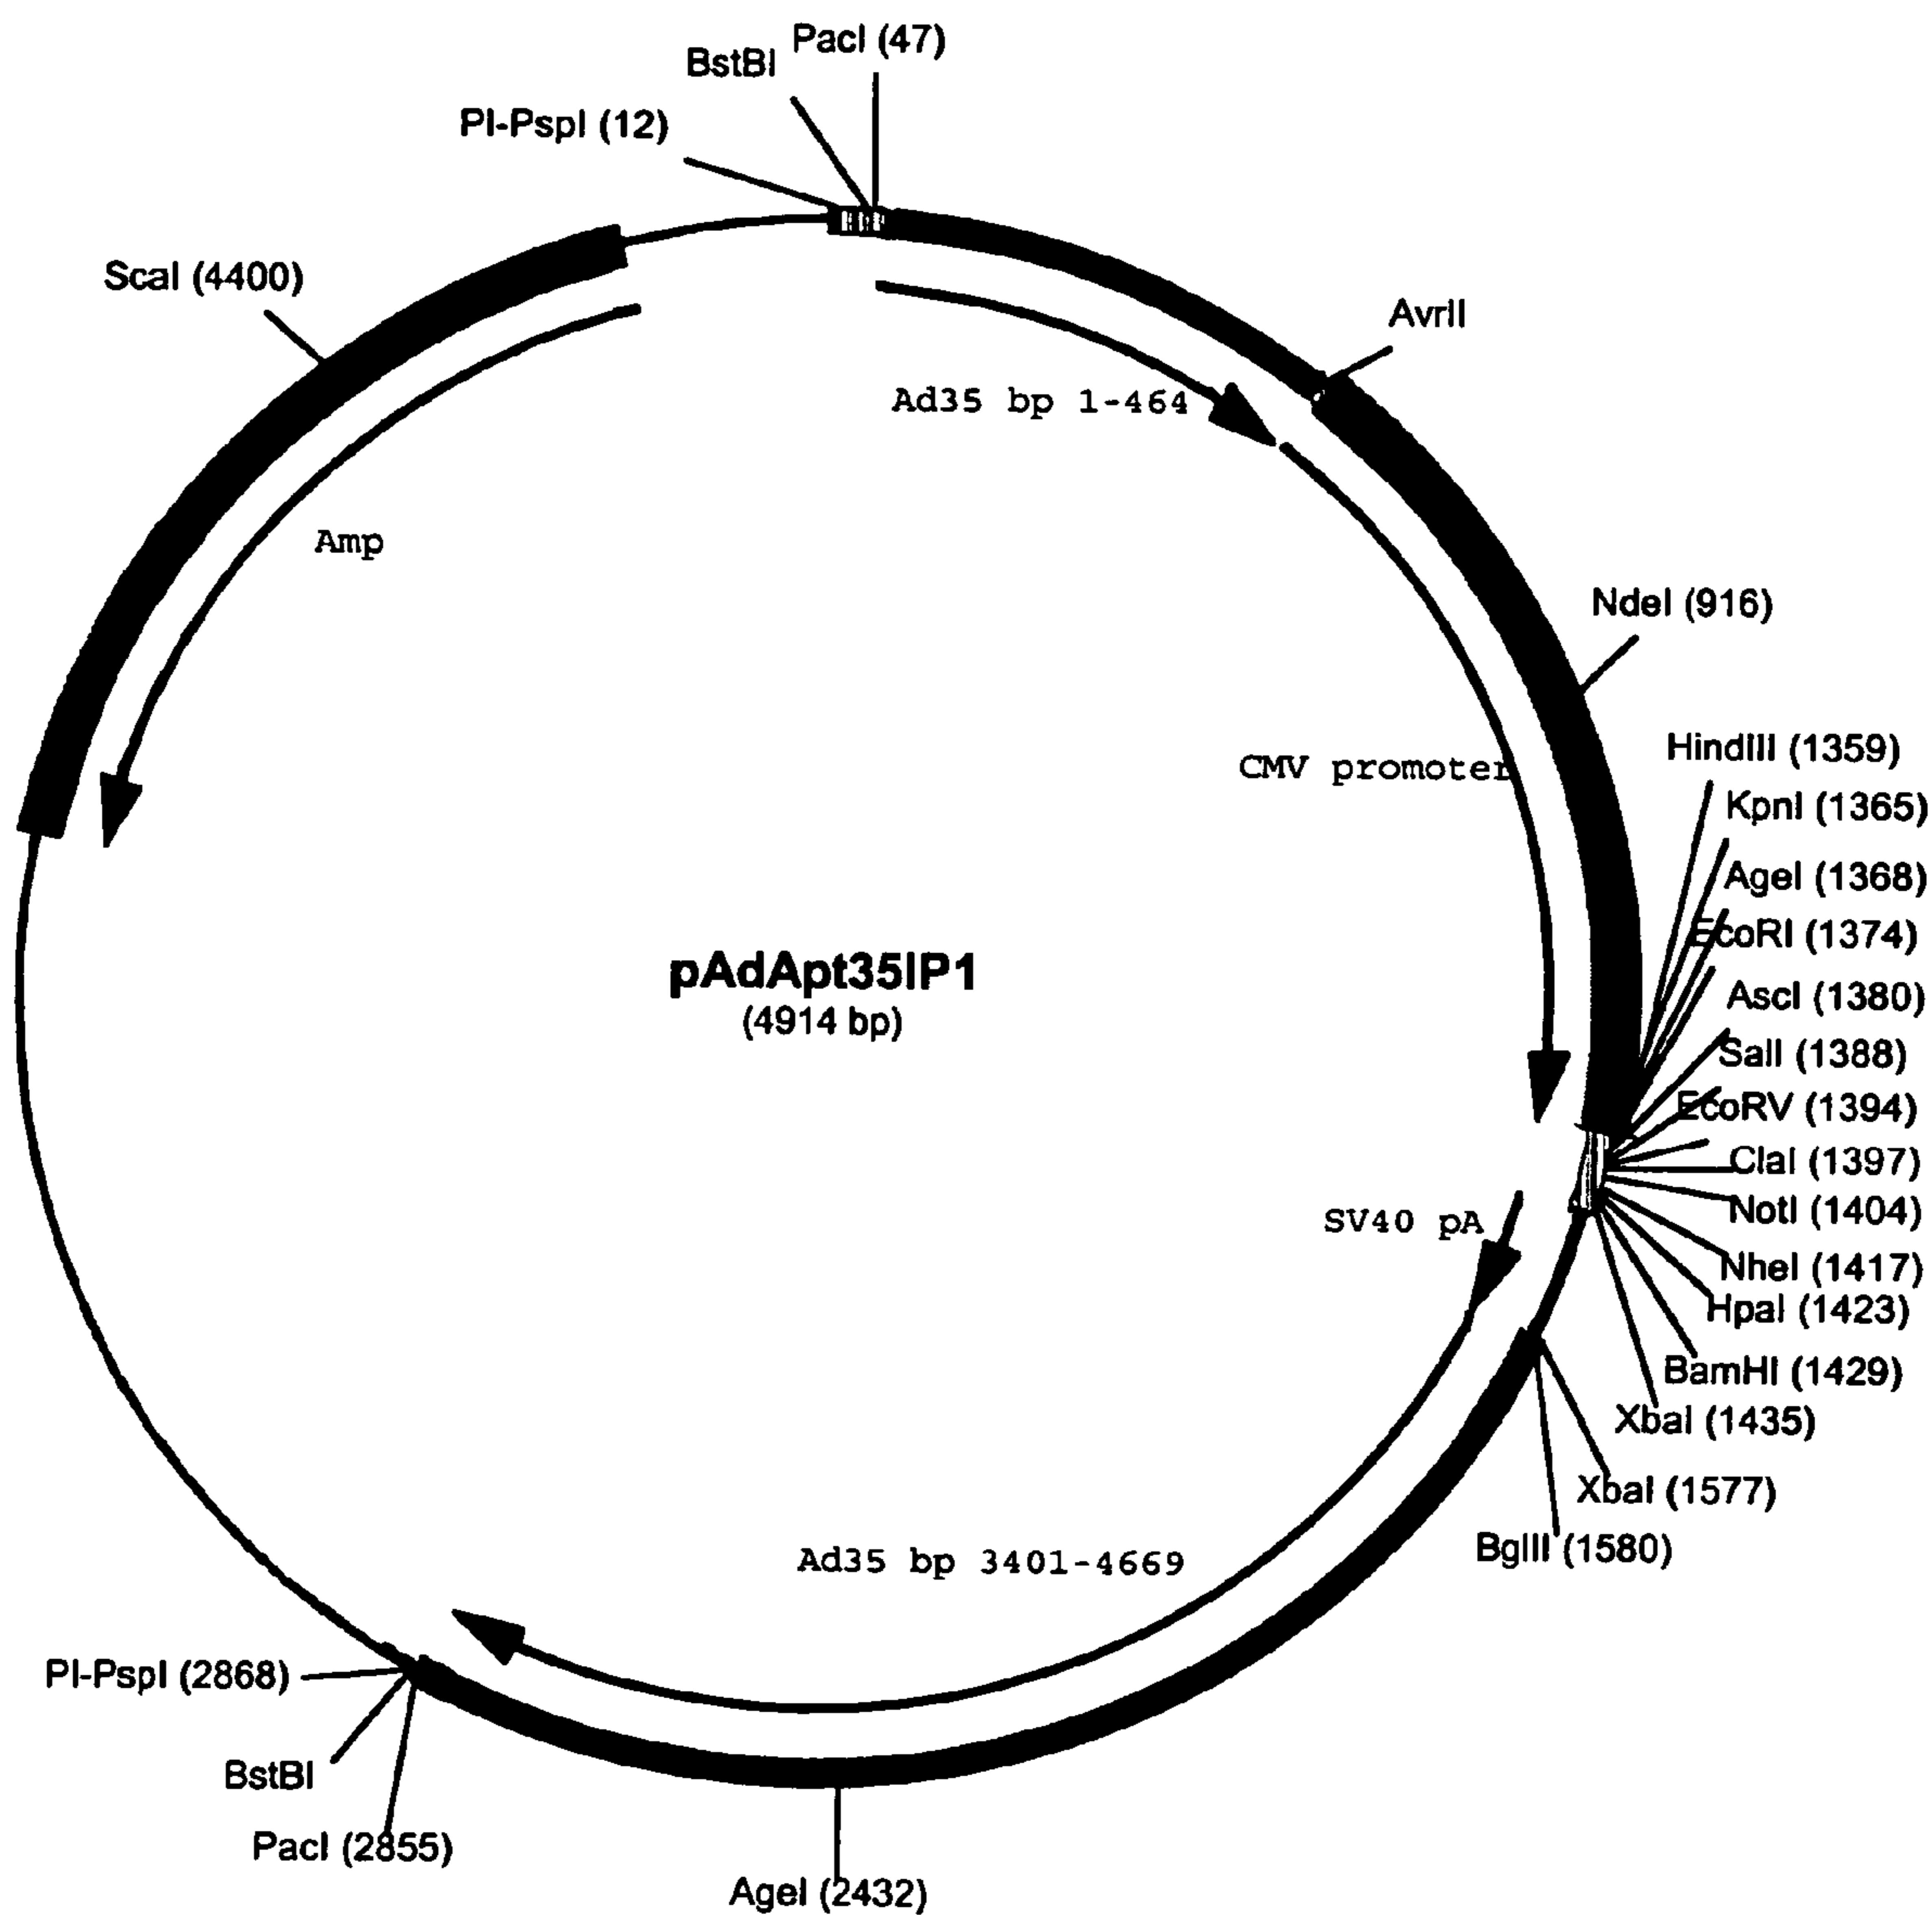 PacI (47)
BstBI
PI-PspI (12)
ScaI (4400)
AvrII
Ad35 bp 1-464
Amp
NdeI (916)
CMV promoter
HindIII (1359)
KpnI (1365)
AgeI (1368)
EcoRI (1374)
pAdApt35IP1
(4914 bp)
AscI (1380)
SalI (1388)
EcoRV (1394)
ClaI (1397)
NotI (1404)
SV40 pA
NheI (1417)
HpaI (1423)
BamHI (1429)
XbaI (1435)
XbaI (1577)
BglII (1580)
Ad35 bp 3401-4669
PI-PspI (2868)
BstBI
PacI (2855)
AgeI (2432)